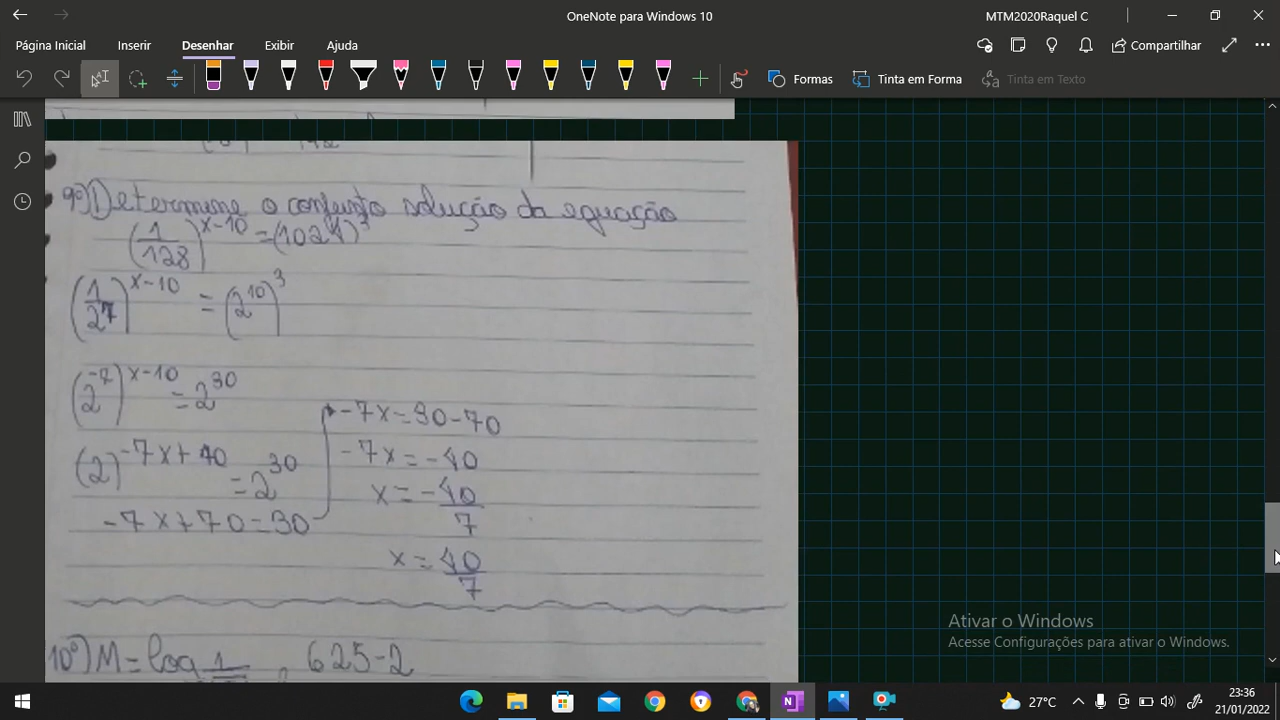 OneNote para Windows 10
MTM2020Raquel C
Página Inicial Inserir Desenhar Exibir Ajuda
Compartilhar
Formas Tinta em Forma Tinta em Texto
9º) Determine o conjunto solução da equação
(1/128)^x-10 = (1024)^3
(1/2^7)^x-10 = (2^10)^3
(2^-7)^x-10 = 2^30
(2)^-7x+70 = 2^30
-7x+70=30
-7x=30-70
-7x=-40
x=-40/7
x=40/7
10º) M=log 1 625-2
Ativar o Windows
Acesse Configurações para ativar o Windows.
27°C
23:36
21/01/2022